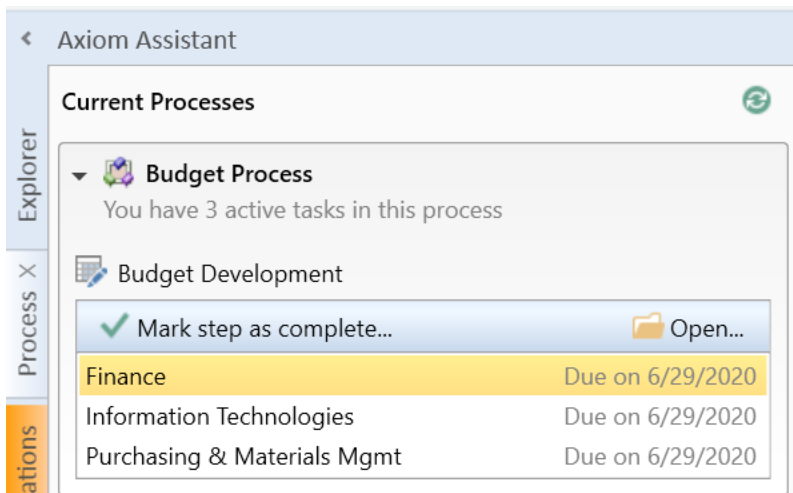 Axiom Assistant
Explorer
Process X
Current Processes
Budget Process
You have 3 active tasks in this process
Budget Development
Mark step as complete... Open...
Finance Due on 6/29/2020
Information Technologies Due on 6/29/2020
Purchasing & Materials Mgmt Due on 6/29/2020